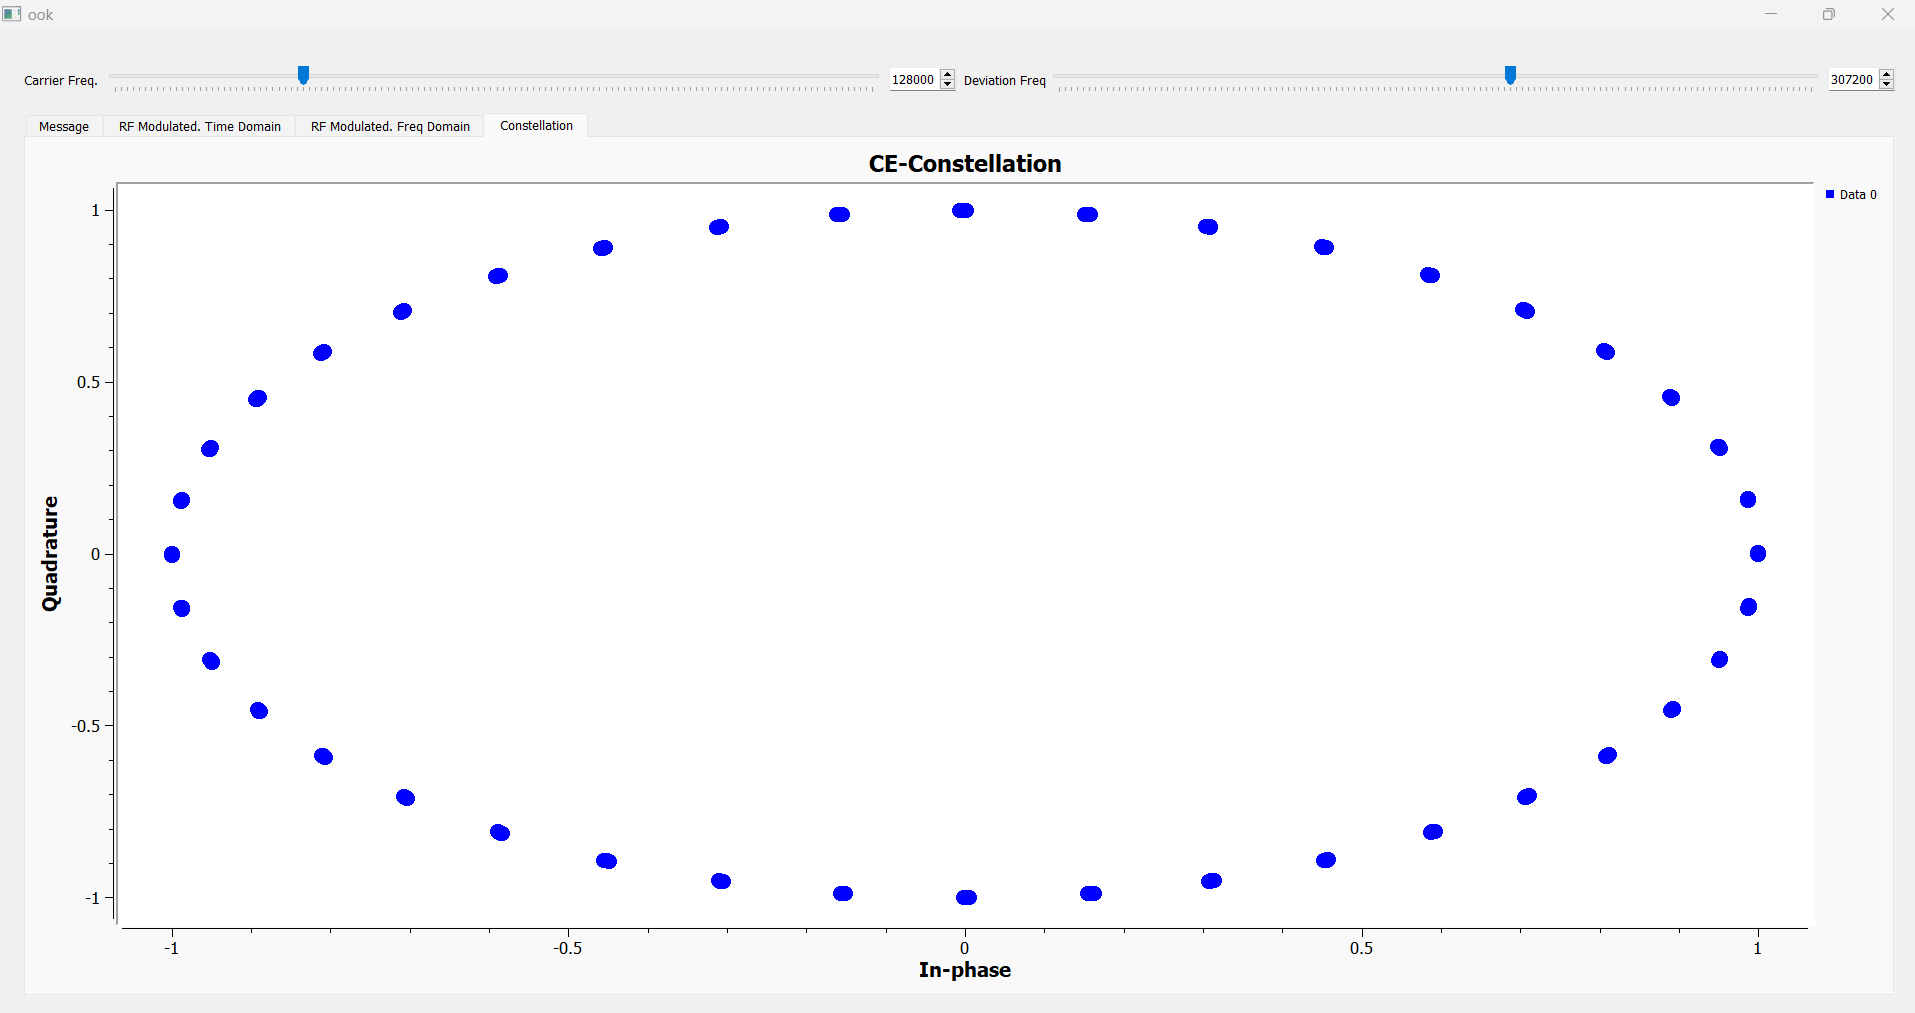 ook
Carrier Freq. 128000 Deviation Freq 307200
Message RF Modulated. Time Domain RF Modulated. Freq Domain Constellation
CE-Constellation
Data 0
1
0.5
0
-0.5
-1
Quadrature
-1 -0.5 0 0.5 1
In-phase